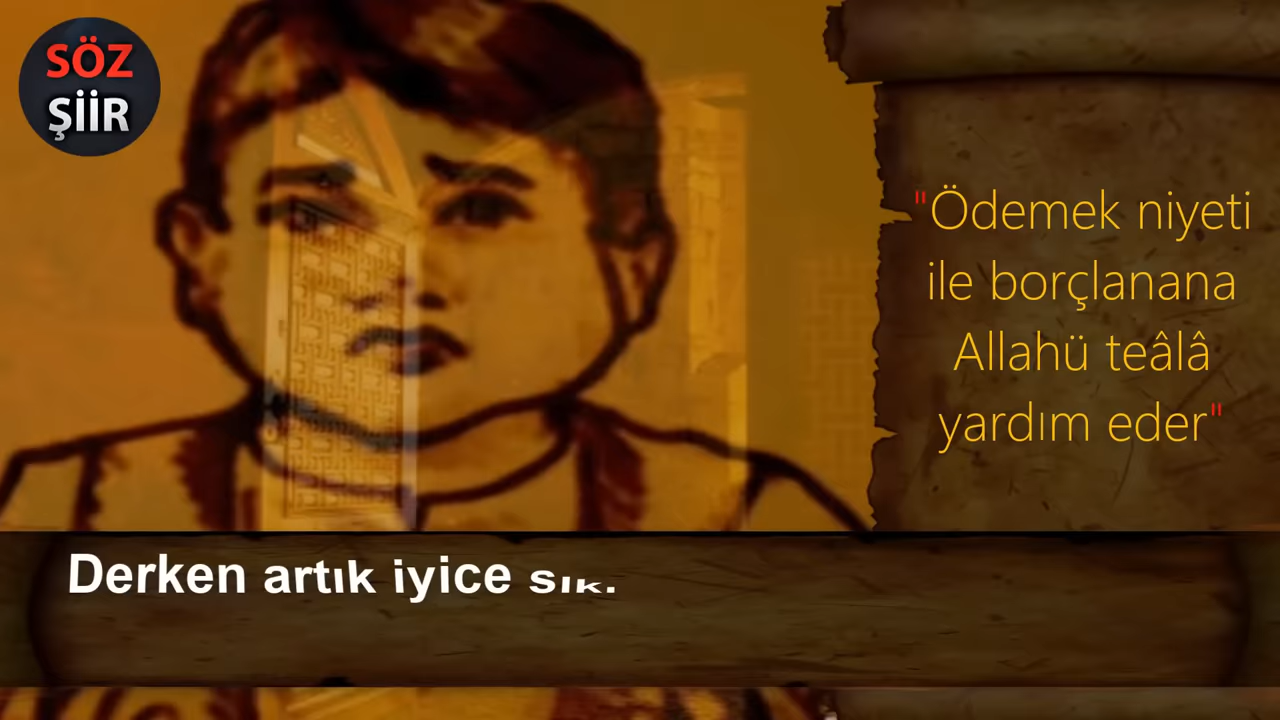 SÖZ
ŞİİR
"Ödemek niyeti
ile borçlanana
Allahü teâlâ
yardım eder"
Derken artık iyice